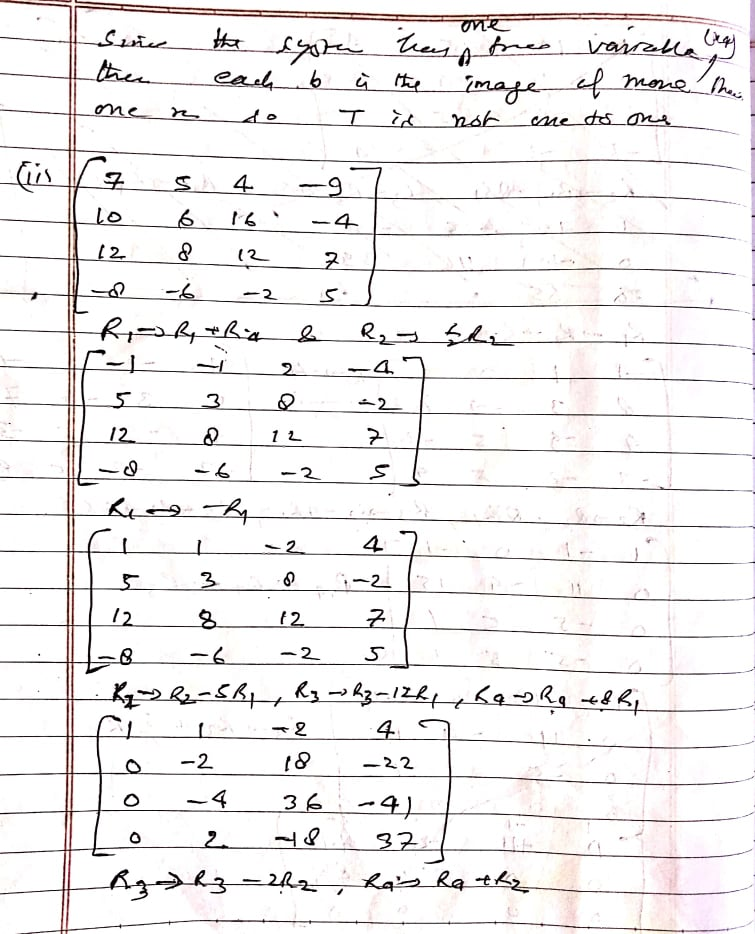 one
Since the system has free variable (x4)
then each b is the image of more than
one x so T is not one to one
(ii)
7 5 4 -9
10 6 16 -4
12 8 12 7
-8 -6 -2 5
R1→R1+R4 & R2→ ½R2
-1 -1 2 -4
5 3 8 -2
12 8 12 7
-8 -6 -2 5
R1→ -R1
1 1 -2 4
5 3 8 -2
12 8 12 7
-8 -6 -2 5
R2→R2-5R1, R3→R3-12R1, R4→R4+8R1
1 1 -2 4
0 -2 18 -22
0 -4 36 -41
0 2 -18 37
R3→R3-2R2, R4→R4+R2